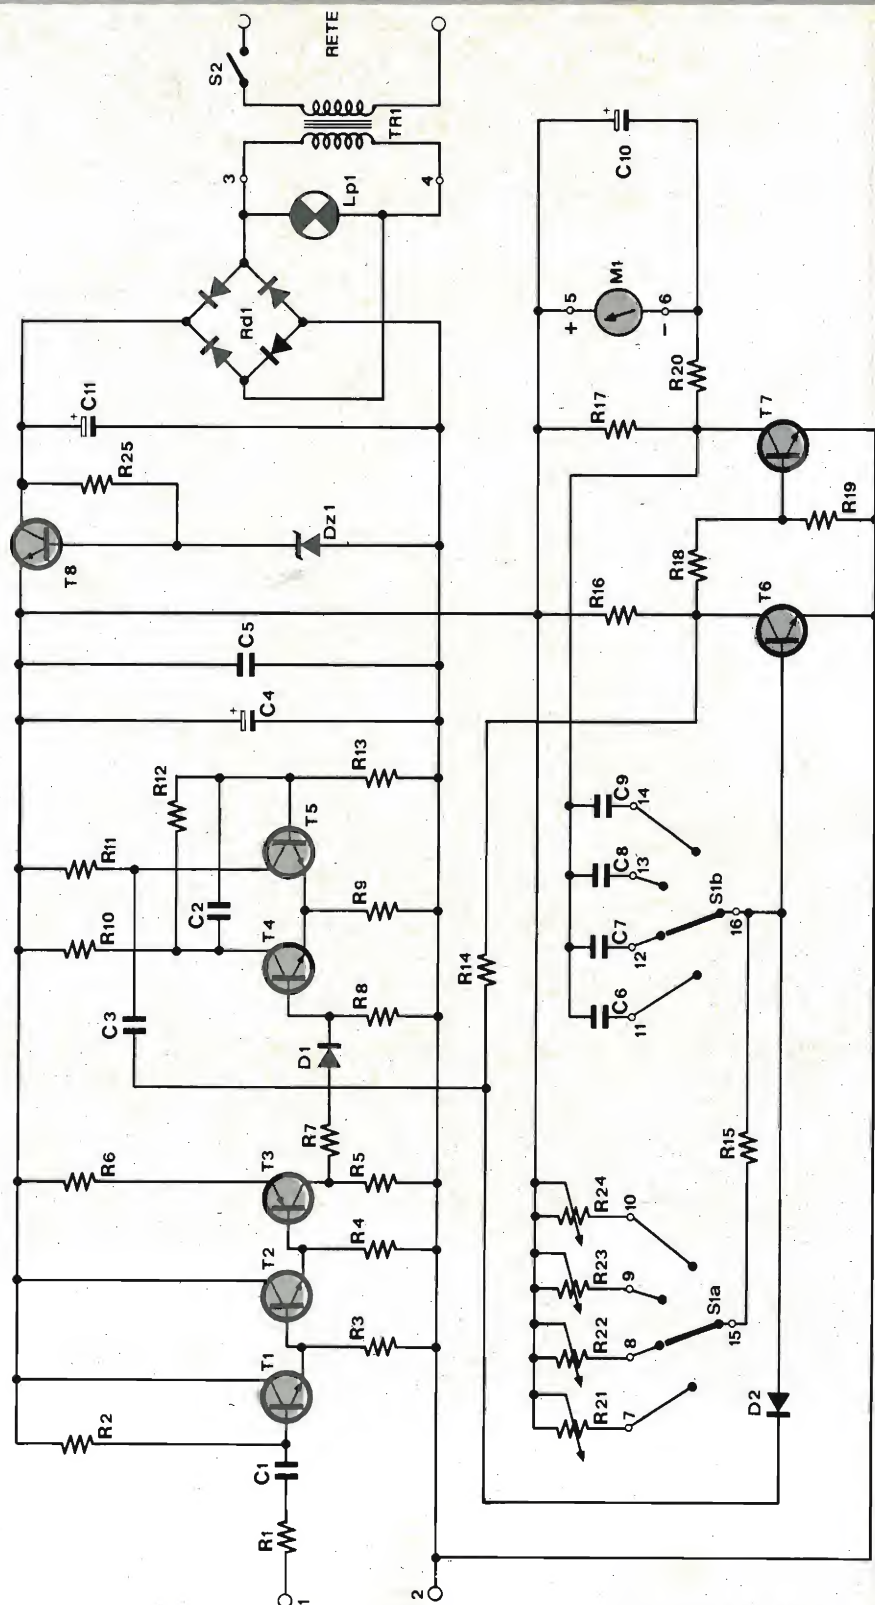 S2
RETE
TR1
3
4
Lp1
Rd1
C11
+
R25
T8
Dz1
C5
C4
+
R12
R13
R11
T5
R10
C2
T4
R9
C3
R8
D1
R7
R6
T3
R5
T2
R4
T1
R3
R2
C1
R1
1
2
C10
+
M1
+
5
−
6
R20
R17
T7
R19
R18
R16
T6
C9
14
C8
13
C7
12
C6
11
S1b
16
R14
R15
R24
10
R23
9
R22
8
R21
7
S1a
15
D2